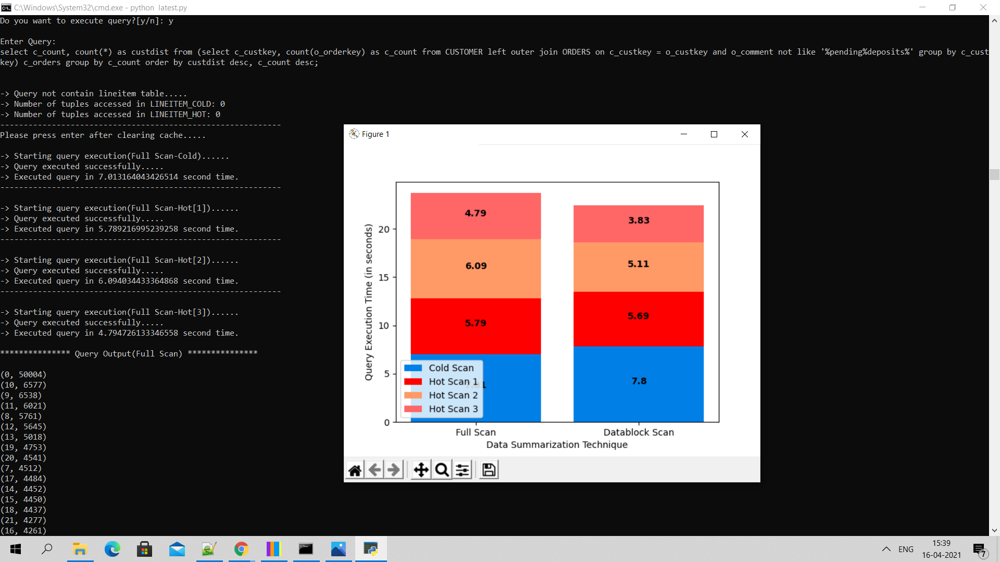 C:\Windows\System32\cmd.exe - python  latest.py
Do you want to execute query?[y/n]: y
Enter Query:
select c_count, count(*) as custdist from (select c_custkey, count(o_orderkey) as c_count from CUSTOMER left outer join ORDERS on c_custkey = o_custkey and o_comment not like '%pending%deposits%' group by c_cust
key) c_orders group by c_count order by custdist desc, c_count desc;
-> Query not contain lineitem table.....
-> Number of tuples accessed in LINEITEM_COLD: 0
-> Number of tuples accessed in LINEITEM_HOT: 0
------------------------------------------------------------
Please press enter after clearing cache.....
-> Starting query execution(Full Scan-Cold)......
-> Query executed successfully.....
-> Executed query in 7.013164043426514 second time.
------------------------------------------------------------
-> Starting query execution(Full Scan-Hot[1])......
-> Query executed successfully.....
-> Executed query in 5.789216995239258 second time.
------------------------------------------------------------
-> Starting query execution(Full Scan-Hot[2])......
-> Query executed successfully.....
-> Executed query in 6.094034433364868 second time.
------------------------------------------------------------
-> Starting query execution(Full Scan-Hot[3])......
-> Query executed successfully.....
-> Executed query in 4.794726133346558 second time.
*************** Query Output(Full Scan) ***************
(0, 50004)
(10, 6577)
(9, 6538)
(11, 6021)
(8, 5761)
(12, 5645)
(13, 5018)
(19, 4753)
(20, 4541)
(7, 4512)
(17, 4484)
(14, 4452)
(15, 4450)
(18, 4437)
(21, 4277)
(16, 4261)
Figure 1
Query Execution Time (in seconds)
20
15
10
5
0
4.79
6.09
5.79
7.01
3.83
5.11
5.69
7.8
Cold Scan
Hot Scan 1
Hot Scan 2
Hot Scan 3
Full Scan
Datablock Scan
Data Summarization Technique
ENG
15:39
16-04-2021
7